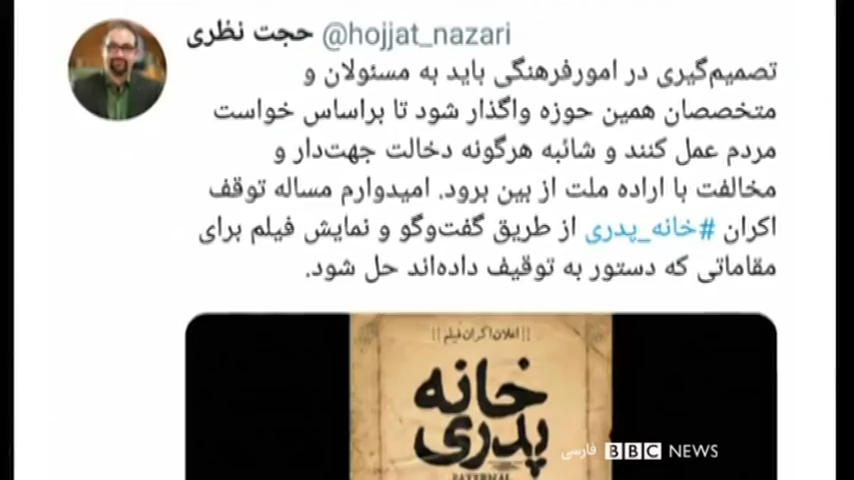 حجت نظری @hojjat_nazari
تصمیم‌گیری در امورفرهنگی باید به مسئولان و
متخصصان همین حوزه واگذار شود تا براساس خواست
مردم عمل کنند و شائبه هرگونه دخالت جهت‌دار و
مخالفت با اراده ملت از بین برود. امیدوارم مساله توقف
اکران #خانه_پدری از طریق گفت‌وگو و نمایش فیلم برای
مقاماتی که دستور به توقیف داده‌اند حل شود.
|| اعلان اکران فیلم ||
خانه
پدری
PATERNAL
BBC NEWS فارسی